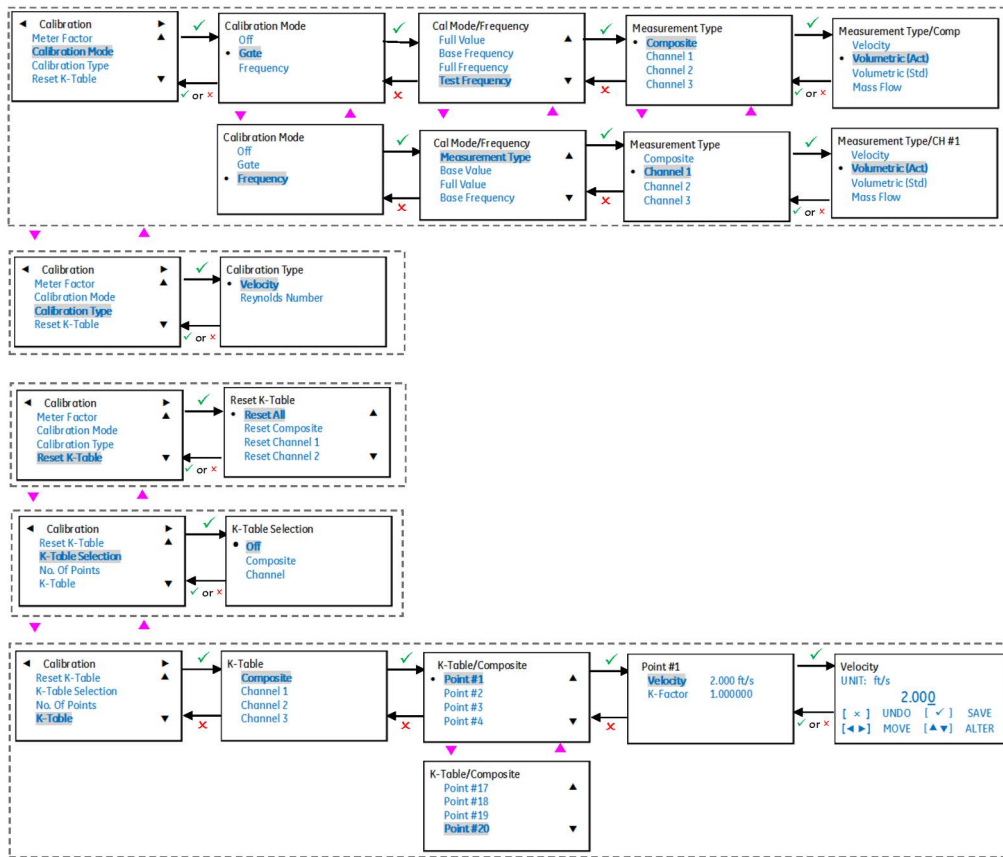 ◄ Calibration ►
Meter Factor ▲
Calibration Mode
Calibration Type
Reset K-Table ▼
✓
✓ or x
Calibration Mode
Off
• Gate
Frequency
✓
x
Cal Mode/Frequency
Full Value ▲
Base Frequency
Full Frequency
Test Frequency ▼
✓
x
Measurement Type
• Composite
Channel 1
Channel 2
Channel 3
✓
✓ or x
Measurement Type/Comp
Velocity
• Volumetric (Act)
Volumetric (Std)
Mass Flow
Calibration Mode
Off
Gate
• Frequency
✓
x
Cal Mode/Frequency
Measurement Type ▲
Base Value
Full Value
Base Frequency ▼
✓
x
Measurement Type
Composite
• Channel 1
Channel 2
Channel 3
✓
✓ or x
Measurement Type/CH #1
Velocity
• Volumetric (Act)
Volumetric (Std)
Mass Flow
◄ Calibration ►
Meter Factor ▲
Calibration Mode
Calibration Type
Reset K-Table ▼
✓
✓ or x
Calibration Type
• Velocity
Reynolds Number
◄ Calibration ►
Meter Factor ▲
Calibration Mode
Calibration Type
Reset K-Table ▼
✓
✓ or x
Reset K-Table
• Reset All ▲
Reset Composite
Reset Channel 1
Reset Channel 2 ▼
◄ Calibration ►
Reset K-Table ▲
K-Table Selection
No. Of Points
K-Table ▼
✓
✓ or x
K-Table Selection
• Off
Composite
Channel
◄ Calibration ►
Reset K-Table ▲
K-Table Selection
No. Of Points
K-Table ▼
✓
x
K-Table
Composite
Channel 1
Channel 2
Channel 3
✓
x
K-Table/Composite
• Point #1 ▲
Point #2
Point #3
Point #4 ▼
✓
x
Point #1
Velocity 2.000 ft/s
K-Factor 1.000000
✓
✓ or x
Velocity
UNIT: ft/s
2.000
[ × ] UNDO [ ✓ ] SAVE
[◄ ►] MOVE [▲▼] ALTER
K-Table/Composite
Point #17 ▲
Point #18
Point #19
Point #20 ▼